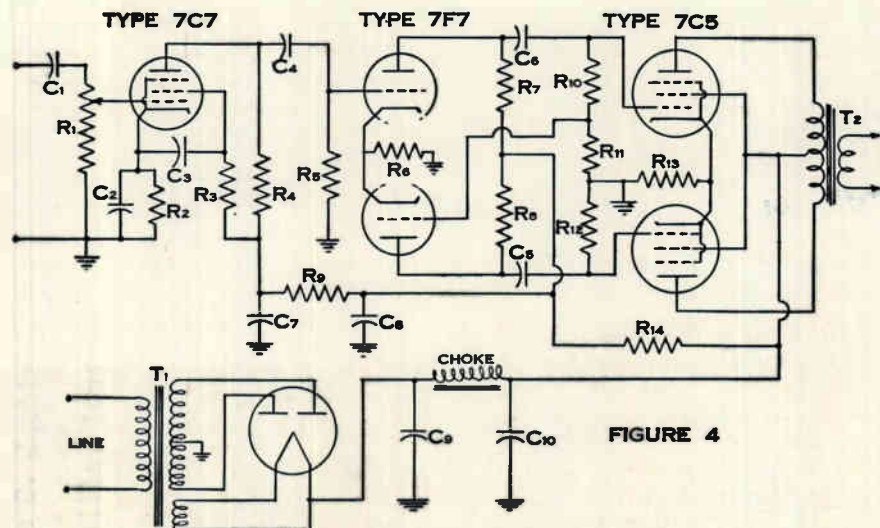 TYPE 7C7
TYPE 7F7
TYPE 7C5
C1
C4
C6
R7
R10
R1
T2
C3
R11
R13
R5
R6
C2
R2
R3
R4
R8
R12
C5
R9
C7
C8
R14
T1
CHOKE
LINE
C9
C10
FIGURE 4